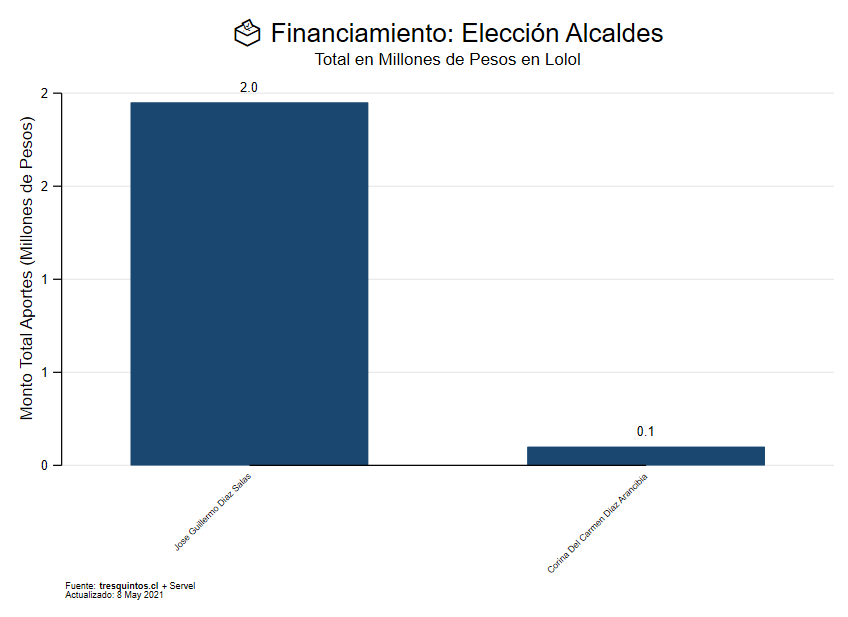 🗳 Financiamiento: Elección Alcaldes
Total en Millones de Pesos en Lolol
Monto Total Aportes (Millones de Pesos)
2
2
1
1
0
2.0
0.1
Jose Guillermo Diaz Salas
Corina Del Carmen Diaz Arancibia
Fuente: tresquintos.cl + Servel
Actualizado: 8 May 2021